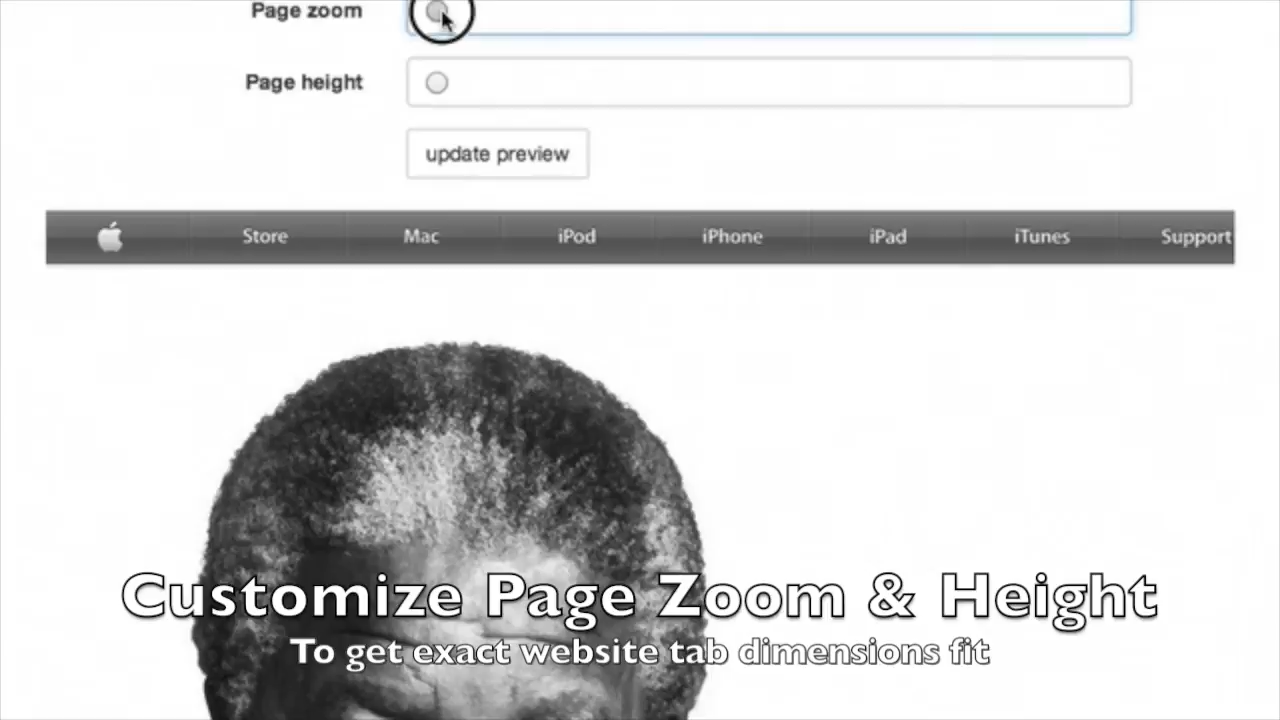 Page zoom
Page height
update preview
Store Mac iPod iPhone iPad iTunes Support
Customize Page Zoom & Height
To get exact website tab dimensions fit